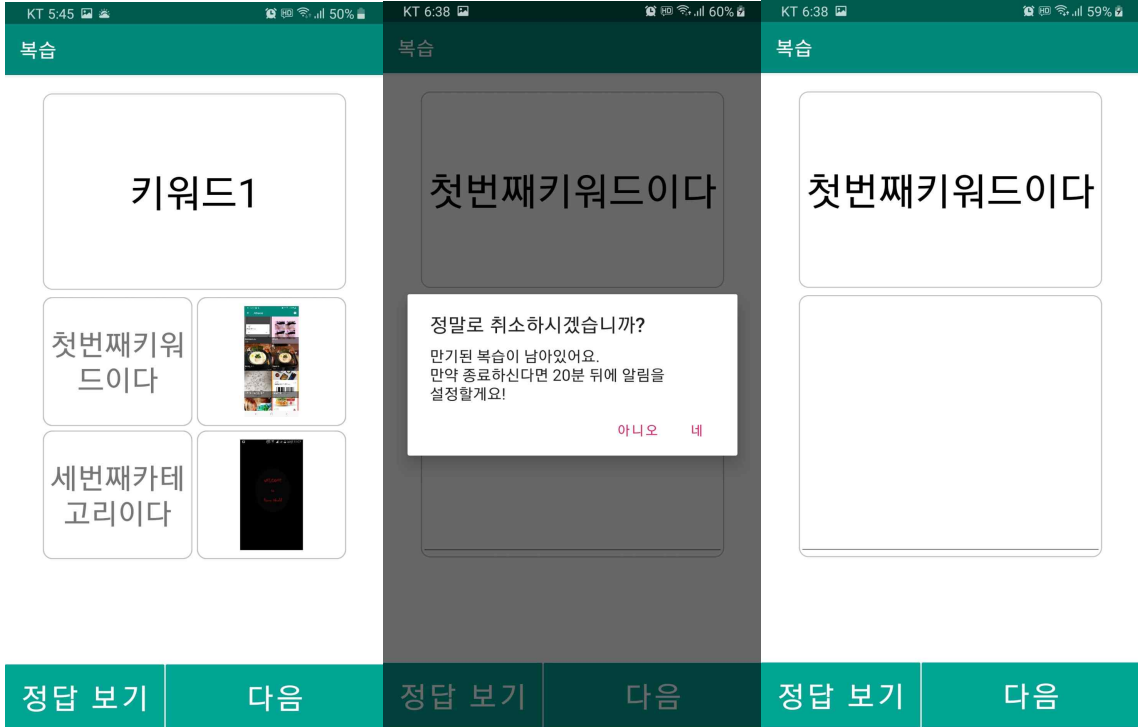 KT 5:45
50%
복습
키워드1
첫번째키워
드이다
세번째카테
고리이다
정답 보기
다음
KT 6:38
60%
복습
첫번째키워드이다
정말로 취소하시겠습니까?
만기된 복습이 남아있어요.
만약 종료하신다면 20분 뒤에 알림을
설정할게요!
아니오 네
정답 보기
다음
KT 6:38
59%
복습
첫번째키워드이다
정답 보기
다음